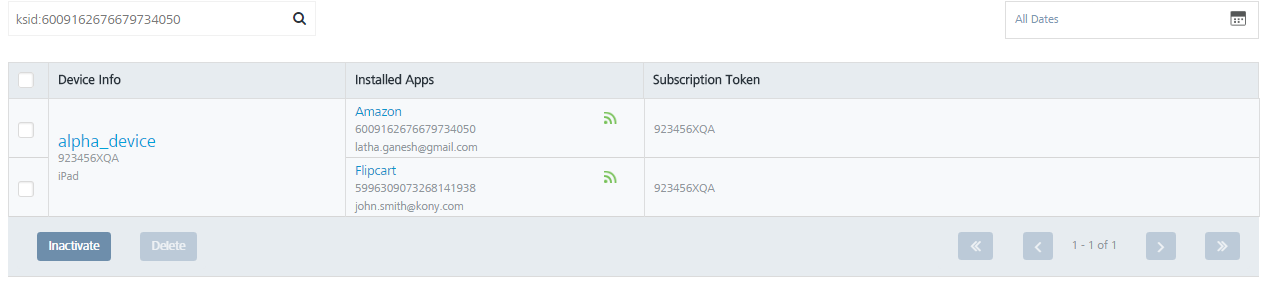 ksid:6009162676679734050
All Dates
Device Info Installed Apps Subscription Token
alpha_device
923456XQA
iPad
Amazon
6009162676679734050
latha.ganesh@gmail.com
923456XQA
Flipcart
5996309073268141938
john.smith@kony.com
923456XQA
Inactivate Delete 1 - 1 of 1